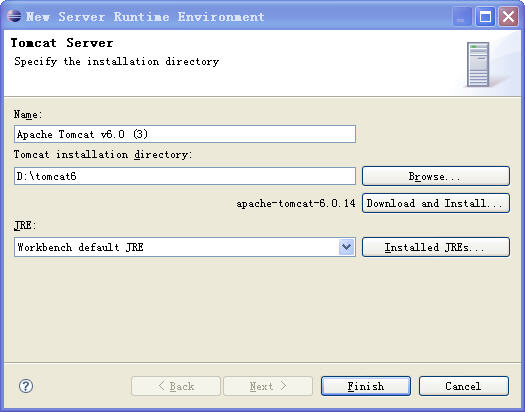 New Server Runtime Environment
Tomcat Server
Specify the installation directory
Name:
Apache Tomcat v6.0 (3)
Tomcat installation directory:
D:\tomcat6
Browse...
apache-tomcat-6.0.14
Download and Install...
JRE:
Workbench default JRE
Installed JREs...
?
< Back
Next >
Finish
Cancel